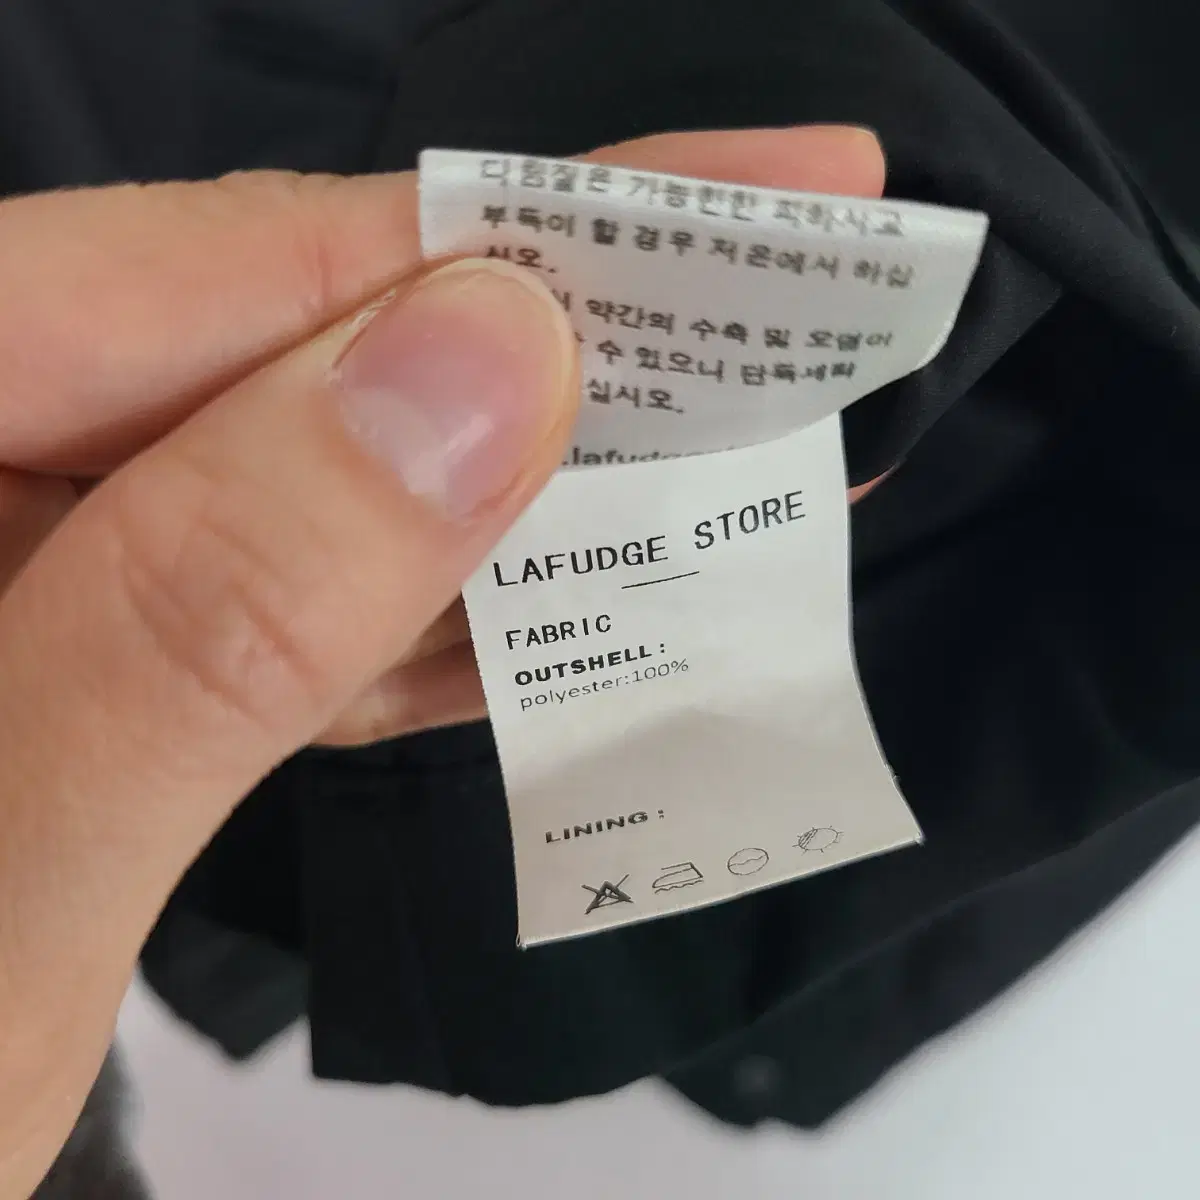 다림질은 가능한한 피하시고
부득이 할 경우 저온에서 하십
시오.
약간의 수축 및 오염이
수 있으니 단독세탁
십시오.
LAFUDGE STORE
FABRIC
OUTSHELL:
polyester:100%
LINING: